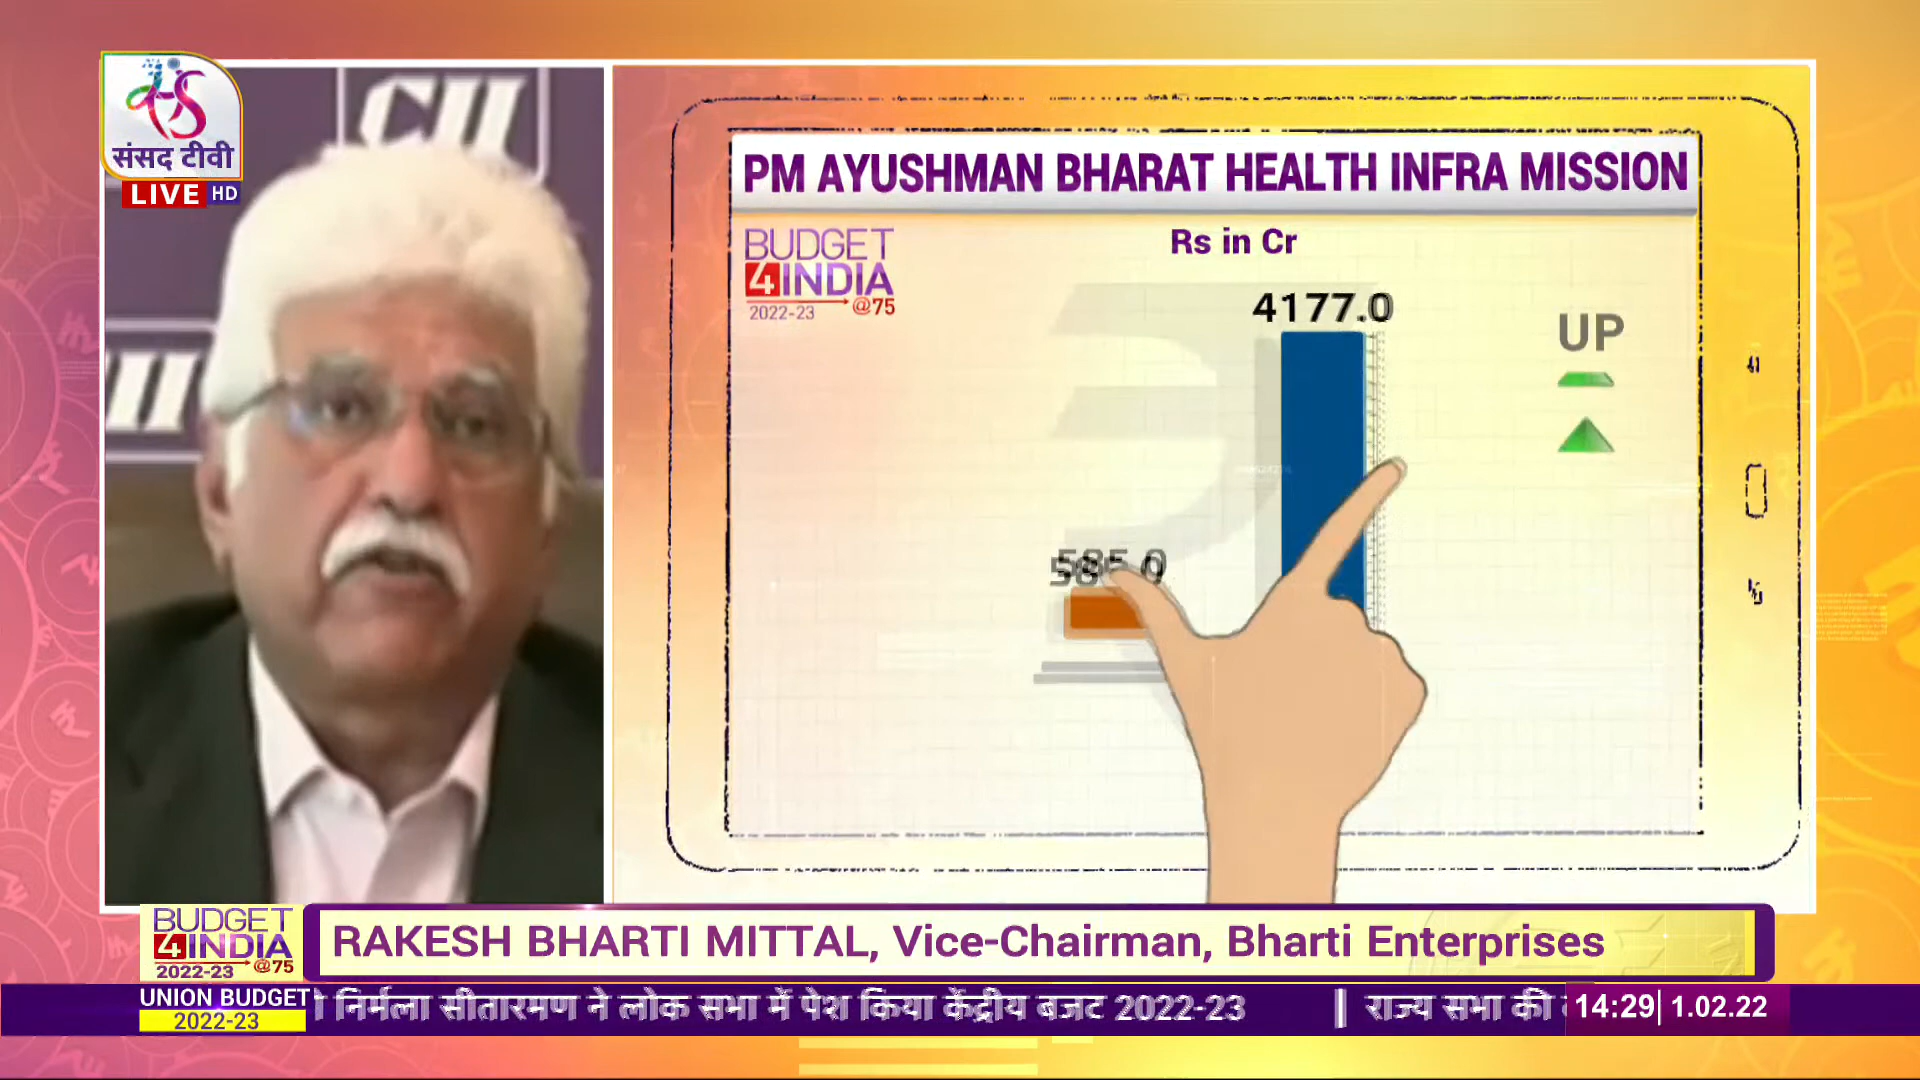 संसद टीवी
LIVE HD
CII
PM AYUSHMAN BHARAT HEALTH INFRA MISSION
BUDGET
4INDIA
2022-23 @75
Rs in Cr
4177.0
UP
585.0
BUDGET
4INDIA
2022-23 @75
RAKESH BHARTI MITTAL, Vice-Chairman, Bharti Enterprises
UNION BUDGET
2022-23
निर्मला सीतारमण ने लोक सभा में पेश किया केंद्रीय बजट 2022-23 | राज्य सभा की
14:29 1.02.22